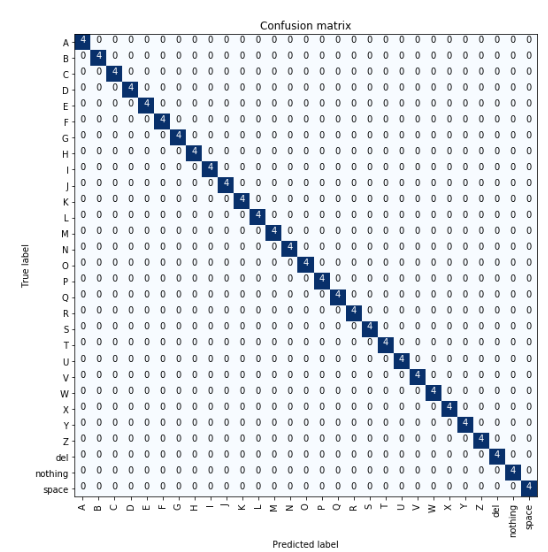 Confusion matrix
True label
A 4 0 0 0 0 0 0 0 0 0 0 0 0 0 0 0 0 0 0 0 0 0 0 0 0 0 0 0 0
B 0 4 0 0 0 0 0 0 0 0 0 0 0 0 0 0 0 0 0 0 0 0 0 0 0 0 0 0 0
C 0 0 4 0 0 0 0 0 0 0 0 0 0 0 0 0 0 0 0 0 0 0 0 0 0 0 0 0 0
D 0 0 0 4 0 0 0 0 0 0 0 0 0 0 0 0 0 0 0 0 0 0 0 0 0 0 0 0 0
E 0 0 0 0 4 0 0 0 0 0 0 0 0 0 0 0 0 0 0 0 0 0 0 0 0 0 0 0 0
F 0 0 0 0 0 4 0 0 0 0 0 0 0 0 0 0 0 0 0 0 0 0 0 0 0 0 0 0 0
G 0 0 0 0 0 0 4 0 0 0 0 0 0 0 0 0 0 0 0 0 0 0 0 0 0 0 0 0 0
H 0 0 0 0 0 0 0 4 0 0 0 0 0 0 0 0 0 0 0 0 0 0 0 0 0 0 0 0 0
I 0 0 0 0 0 0 0 0 4 0 0 0 0 0 0 0 0 0 0 0 0 0 0 0 0 0 0 0 0
J 0 0 0 0 0 0 0 0 0 4 0 0 0 0 0 0 0 0 0 0 0 0 0 0 0 0 0 0 0
K 0 0 0 0 0 0 0 0 0 0 4 0 0 0 0 0 0 0 0 0 0 0 0 0 0 0 0 0 0
L 0 0 0 0 0 0 0 0 0 0 0 4 0 0 0 0 0 0 0 0 0 0 0 0 0 0 0 0 0
M 0 0 0 0 0 0 0 0 0 0 0 0 4 0 0 0 0 0 0 0 0 0 0 0 0 0 0 0 0
N 0 0 0 0 0 0 0 0 0 0 0 0 0 4 0 0 0 0 0 0 0 0 0 0 0 0 0 0 0
O 0 0 0 0 0 0 0 0 0 0 0 0 0 0 4 0 0 0 0 0 0 0 0 0 0 0 0 0 0
P 0 0 0 0 0 0 0 0 0 0 0 0 0 0 0 4 0 0 0 0 0 0 0 0 0 0 0 0 0
Q 0 0 0 0 0 0 0 0 0 0 0 0 0 0 0 0 4 0 0 0 0 0 0 0 0 0 0 0 0
R 0 0 0 0 0 0 0 0 0 0 0 0 0 0 0 0 0 4 0 0 0 0 0 0 0 0 0 0 0
S 0 0 0 0 0 0 0 0 0 0 0 0 0 0 0 0 0 0 4 0 0 0 0 0 0 0 0 0 0
T 0 0 0 0 0 0 0 0 0 0 0 0 0 0 0 0 0 0 0 4 0 0 0 0 0 0 0 0 0
U 0 0 0 0 0 0 0 0 0 0 0 0 0 0 0 0 0 0 0 0 4 0 0 0 0 0 0 0 0
V 0 0 0 0 0 0 0 0 0 0 0 0 0 0 0 0 0 0 0 0 0 4 0 0 0 0 0 0 0
W 0 0 0 0 0 0 0 0 0 0 0 0 0 0 0 0 0 0 0 0 0 0 4 0 0 0 0 0 0
X 0 0 0 0 0 0 0 0 0 0 0 0 0 0 0 0 0 0 0 0 0 0 0 4 0 0 0 0 0
Y 0 0 0 0 0 0 0 0 0 0 0 0 0 0 0 0 0 0 0 0 0 0 0 0 4 0 0 0 0
Z 0 0 0 0 0 0 0 0 0 0 0 0 0 0 0 0 0 0 0 0 0 0 0 0 0 4 0 0 0
del 0 0 0 0 0 0 0 0 0 0 0 0 0 0 0 0 0 0 0 0 0 0 0 0 0 0 4 0 0
nothing 0 0 0 0 0 0 0 0 0 0 0 0 0 0 0 0 0 0 0 0 0 0 0 0 0 0 0 4 0
space 0 0 0 0 0 0 0 0 0 0 0 0 0 0 0 0 0 0 0 0 0 0 0 0 0 0 0 0 4
A B C D E F G H I J K L M N O P Q R S T U V W X Y Z del nothing space
Predicted label